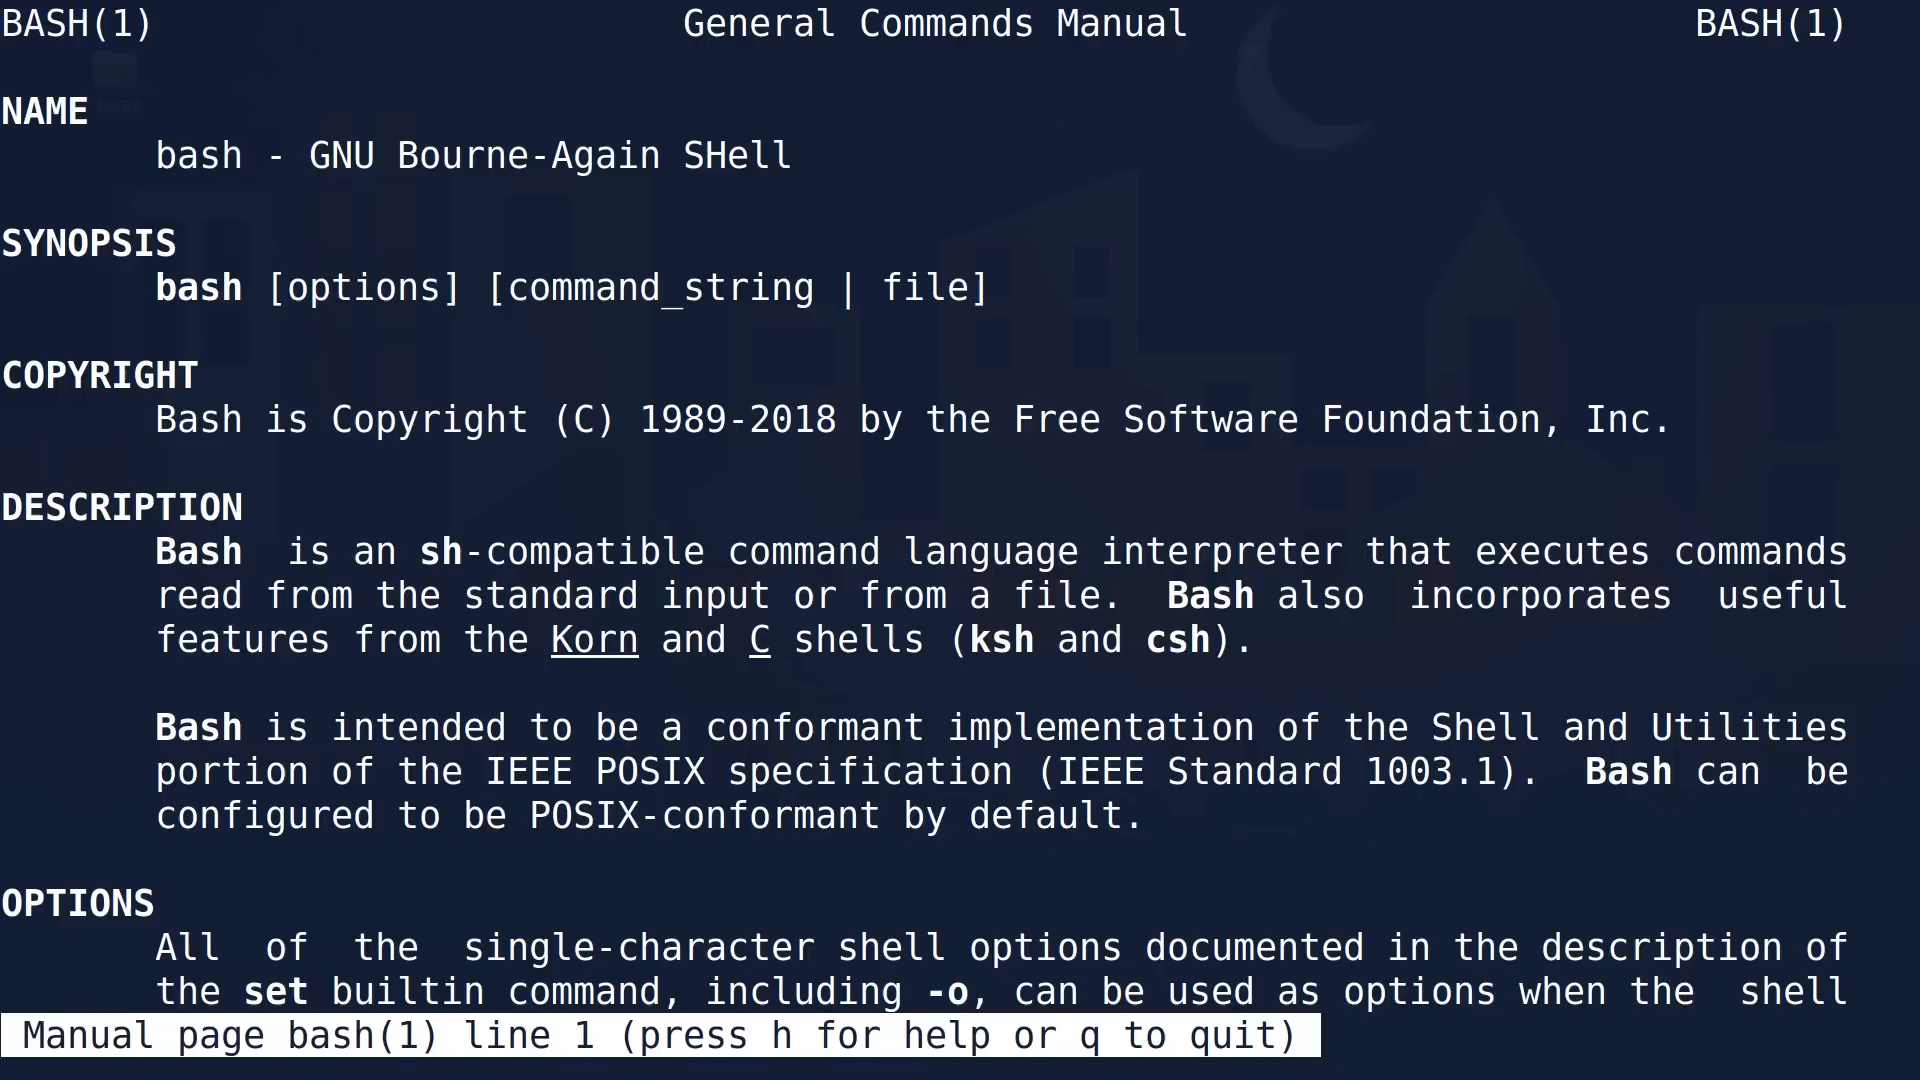 BASH(1) General Commands Manual BASH(1)
NAME
bash - GNU Bourne-Again SHell
SYNOPSIS
bash [options] [command_string | file]
COPYRIGHT
Bash is Copyright (C) 1989-2018 by the Free Software Foundation, Inc.
DESCRIPTION
Bash is an sh-compatible command language interpreter that executes commands
read from the standard input or from a file. Bash also incorporates useful
features from the Korn and C shells (ksh and csh).
Bash is intended to be a conformant implementation of the Shell and Utilities
portion of the IEEE POSIX specification (IEEE Standard 1003.1). Bash can be
configured to be POSIX-conformant by default.
OPTIONS
All of the single-character shell options documented in the description of
the set builtin command, including -o, can be used as options when the shell
Manual page bash(1) line 1 (press h for help or q to quit)